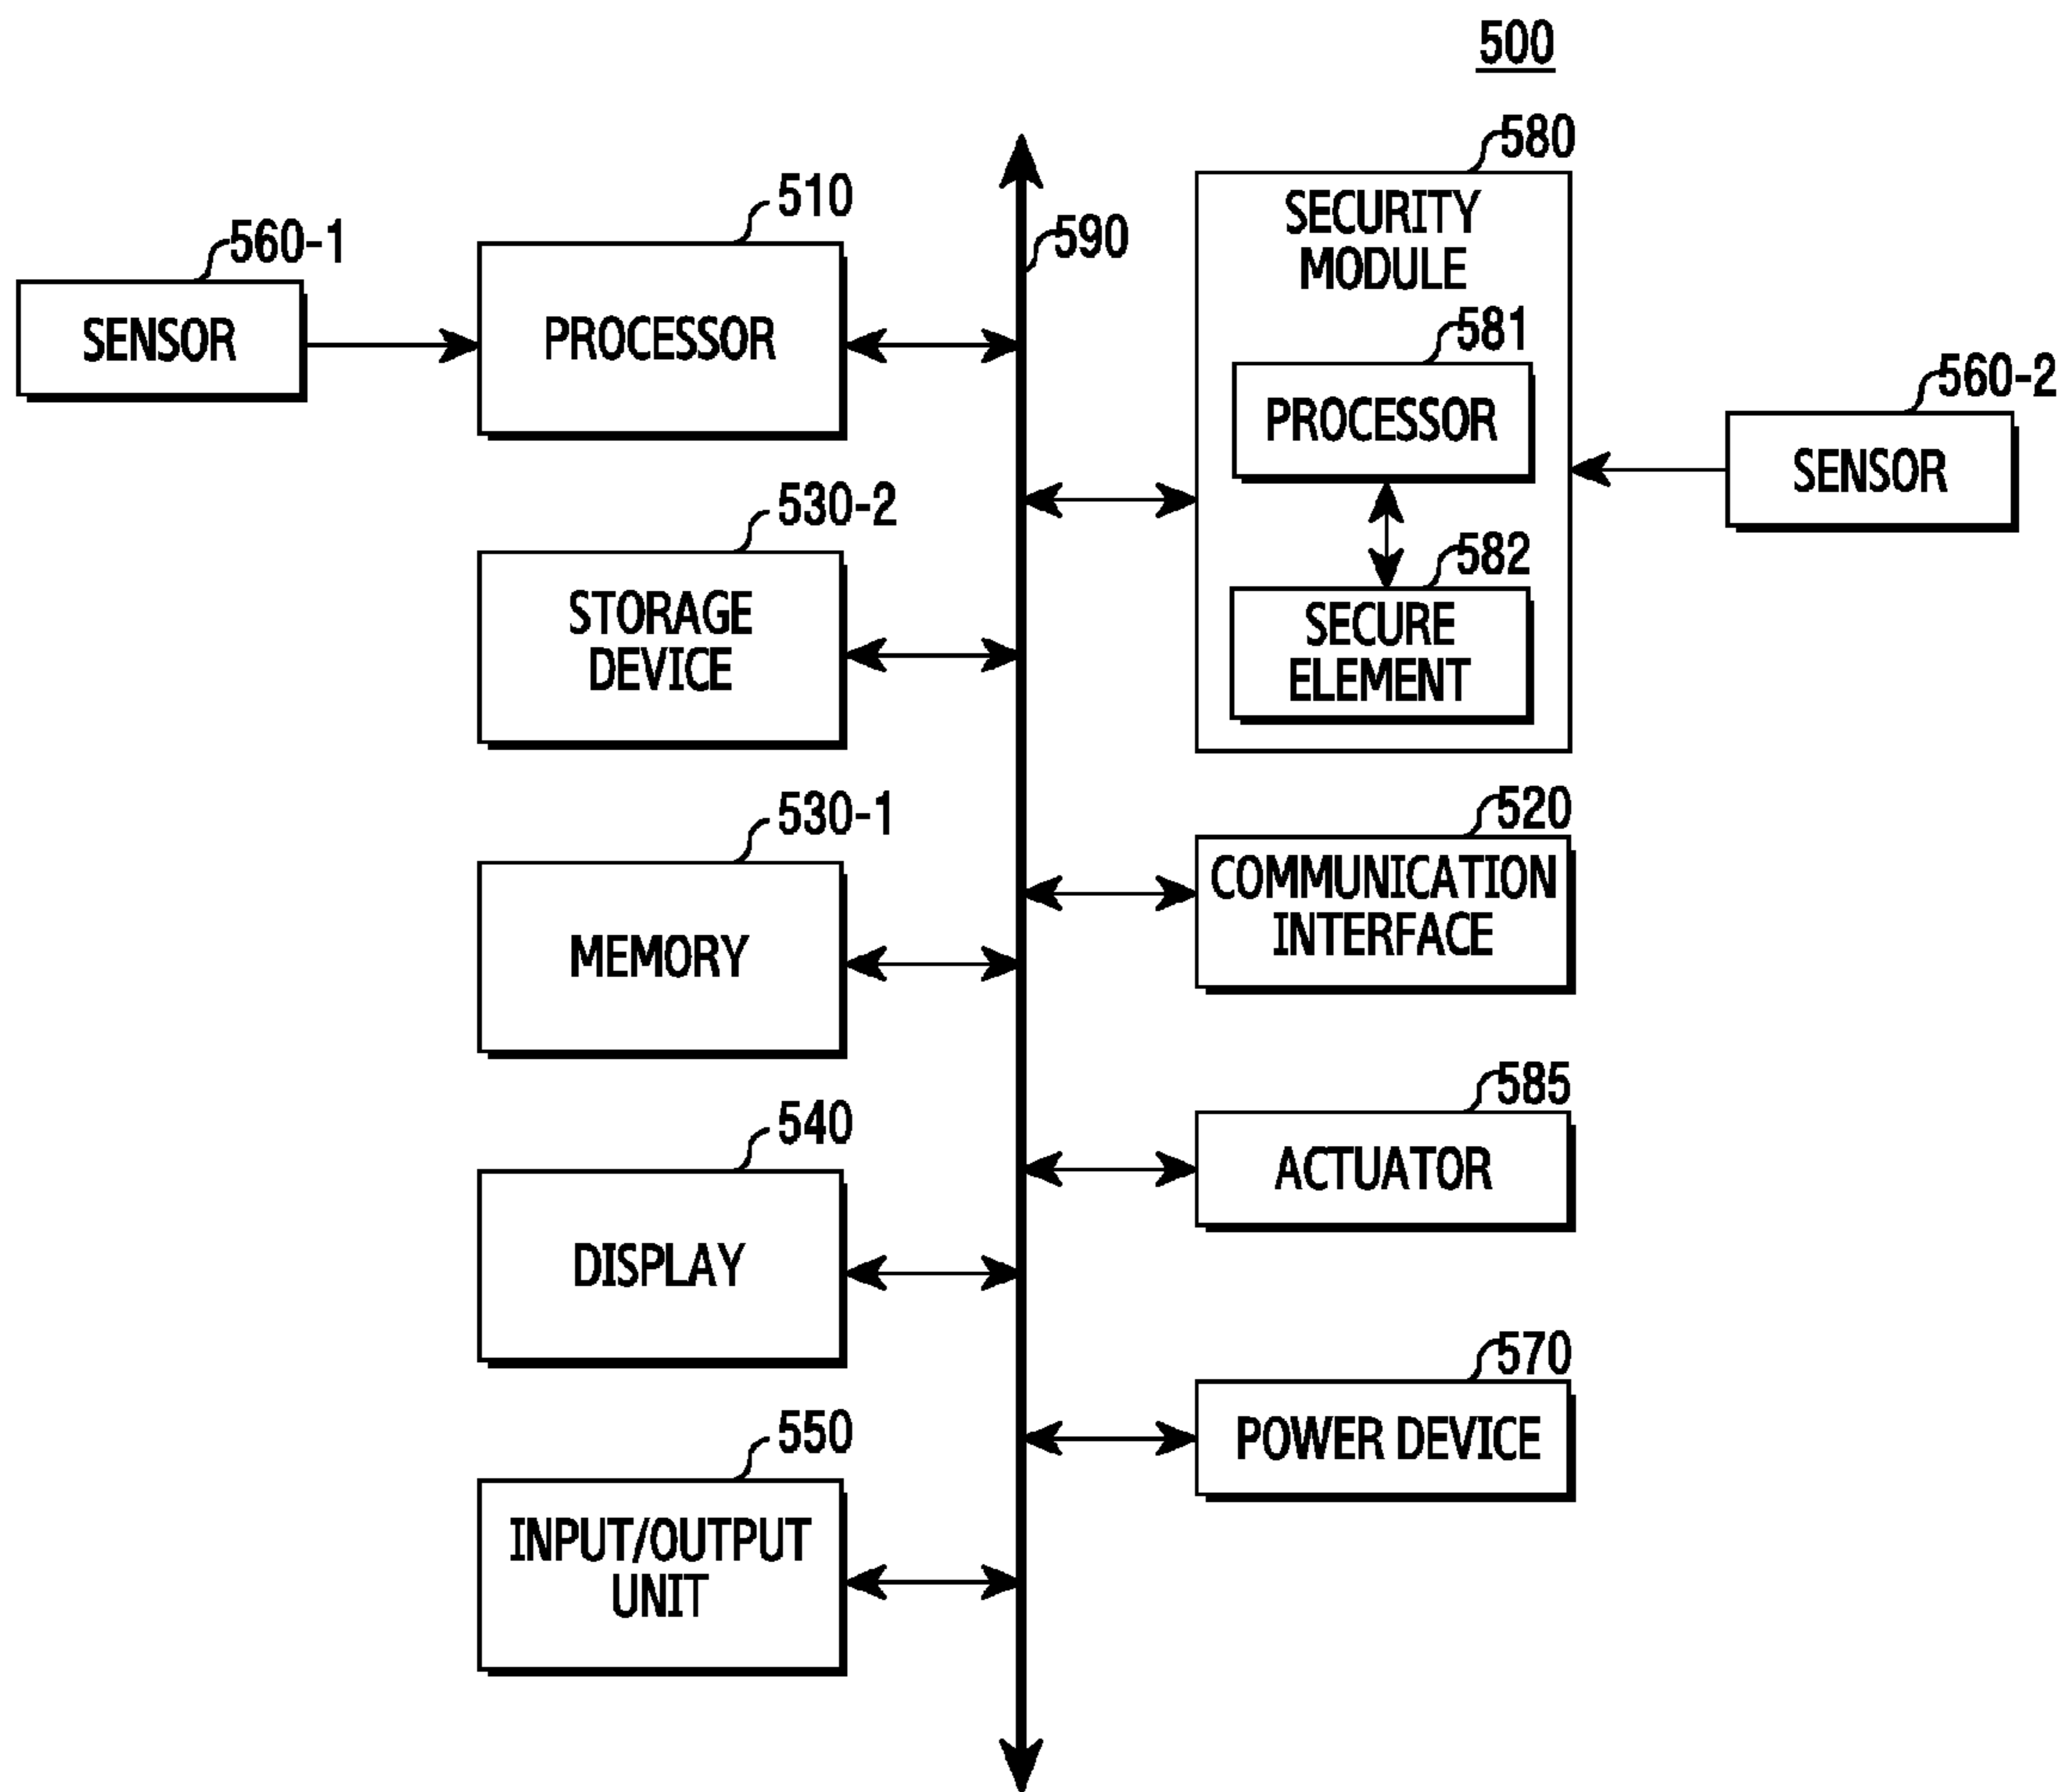 500
580
SECURITY
MODULE
510
590
560-1
SENSOR
PROCESSOR
581
PROCESSOR
560-2
SENSOR
530-2
STORAGE
DEVICE
582
SECURE
ELEMENT
530-1
MEMORY
520
COMMUNICATION
INTERFACE
540
DISPLAY
585
ACTUATOR
550
INPUT/OUTPUT
UNIT
570
POWER DEVICE